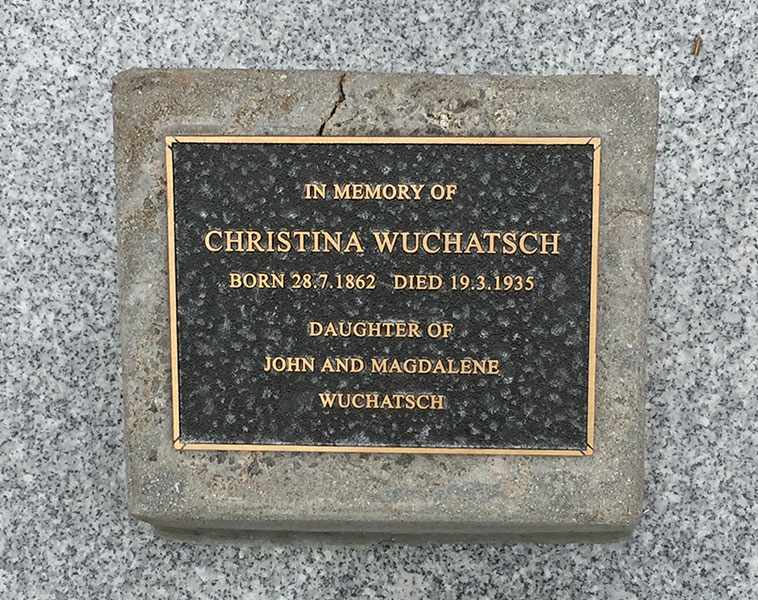 IN MEMORY OF
CHRISTINA WUCHATSCH
BORN 28.7.1862 DIED 19.3.1935
DAUGHTER OF
JOHN AND MAGDALENE
WUCHATSCH